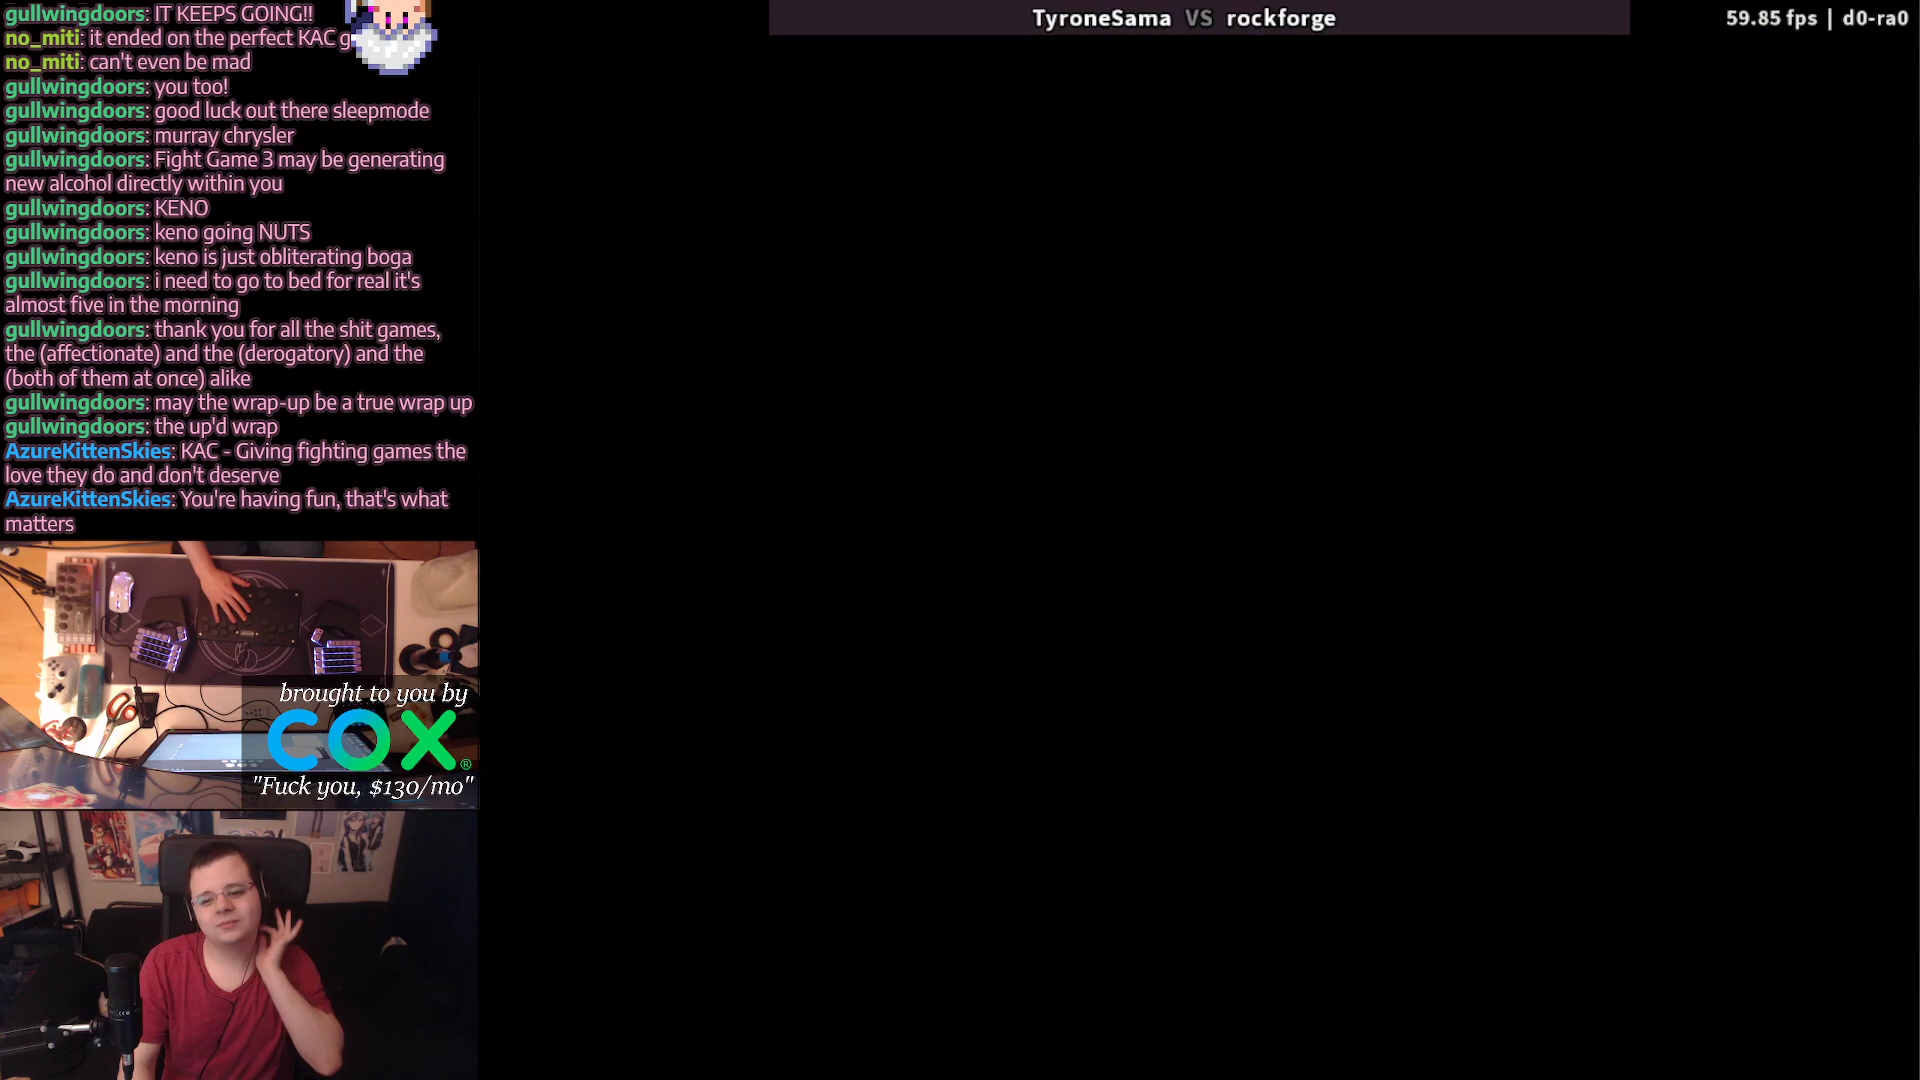 gullwingdoors: IT KEEPS GOING!!
no_miti: it ended on the perfect KAC g
no_miti: can't even be mad
gullwingdoors: you too!
gullwingdoors: good luck out there sleepmode
gullwingdoors: murray chrysler
gullwingdoors: Fight Game 3 may be generating
new alcohol directly within you
gullwingdoors: KENO
gullwingdoors: keno going NUTS
gullwingdoors: keno is just obliterating boga
gullwingdoors: i need to go to bed for real it's
almost five in the morning
gullwingdoors: thank you for all the shit games,
the (affectionate) and the (derogatory) and the
(both of them at once) alike
gullwingdoors: may the wrap-up be a true wrap up
gullwingdoors: the up'd wrap
AzureKittenSkies: KAC - Giving fighting games the
love they do and don't deserve
AzureKittenSkies: You're having fun, that's what
matters
brought to you by
COX®
"Fuck you, $130/mo"
TyroneSama VS rockforge
59.85 fps | d0-ra0